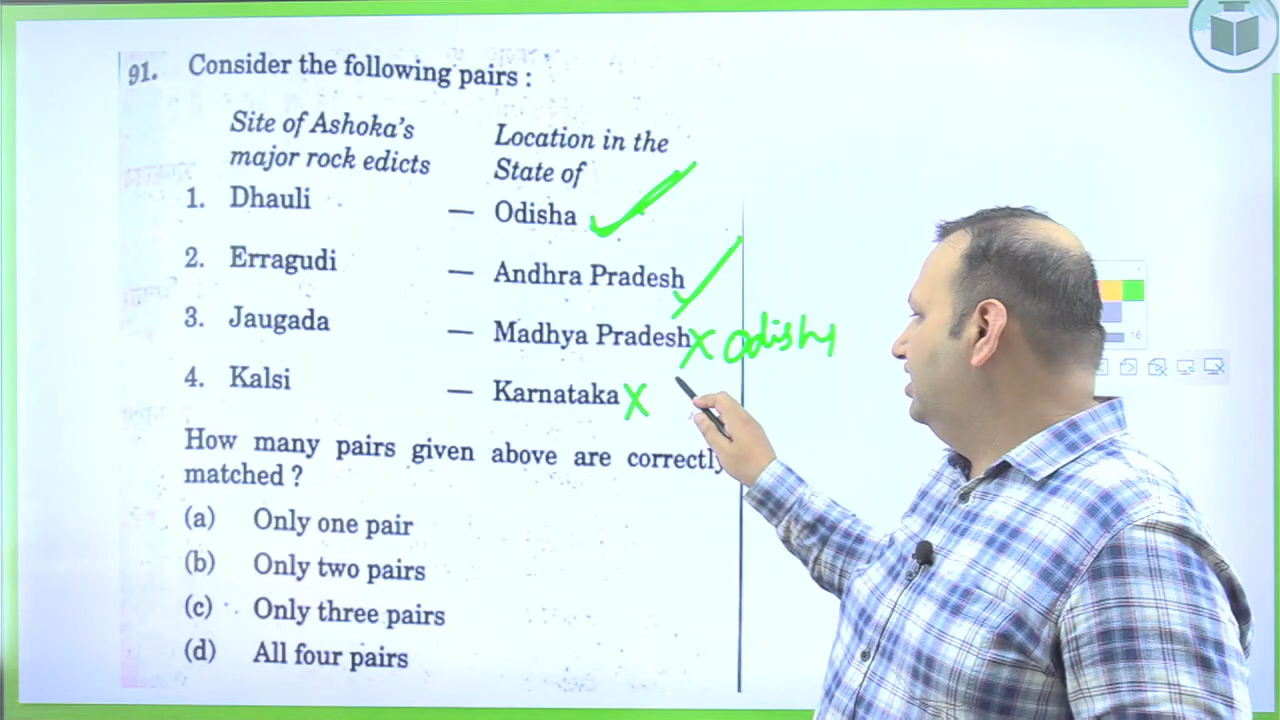 91. Consider the following pairs :
Site of Ashoka's Location in the
major rock edicts State of
1. Dhauli — Odisha
2. Erragudi — Andhra Pradesh
3. Jaugada — Madhya Pradesh X Odisha
4. Kalsi — Karnataka X
How many pairs given above are correctly
matched ?
(a) Only one pair
(b) Only two pairs
(c) Only three pairs
(d) All four pairs
16